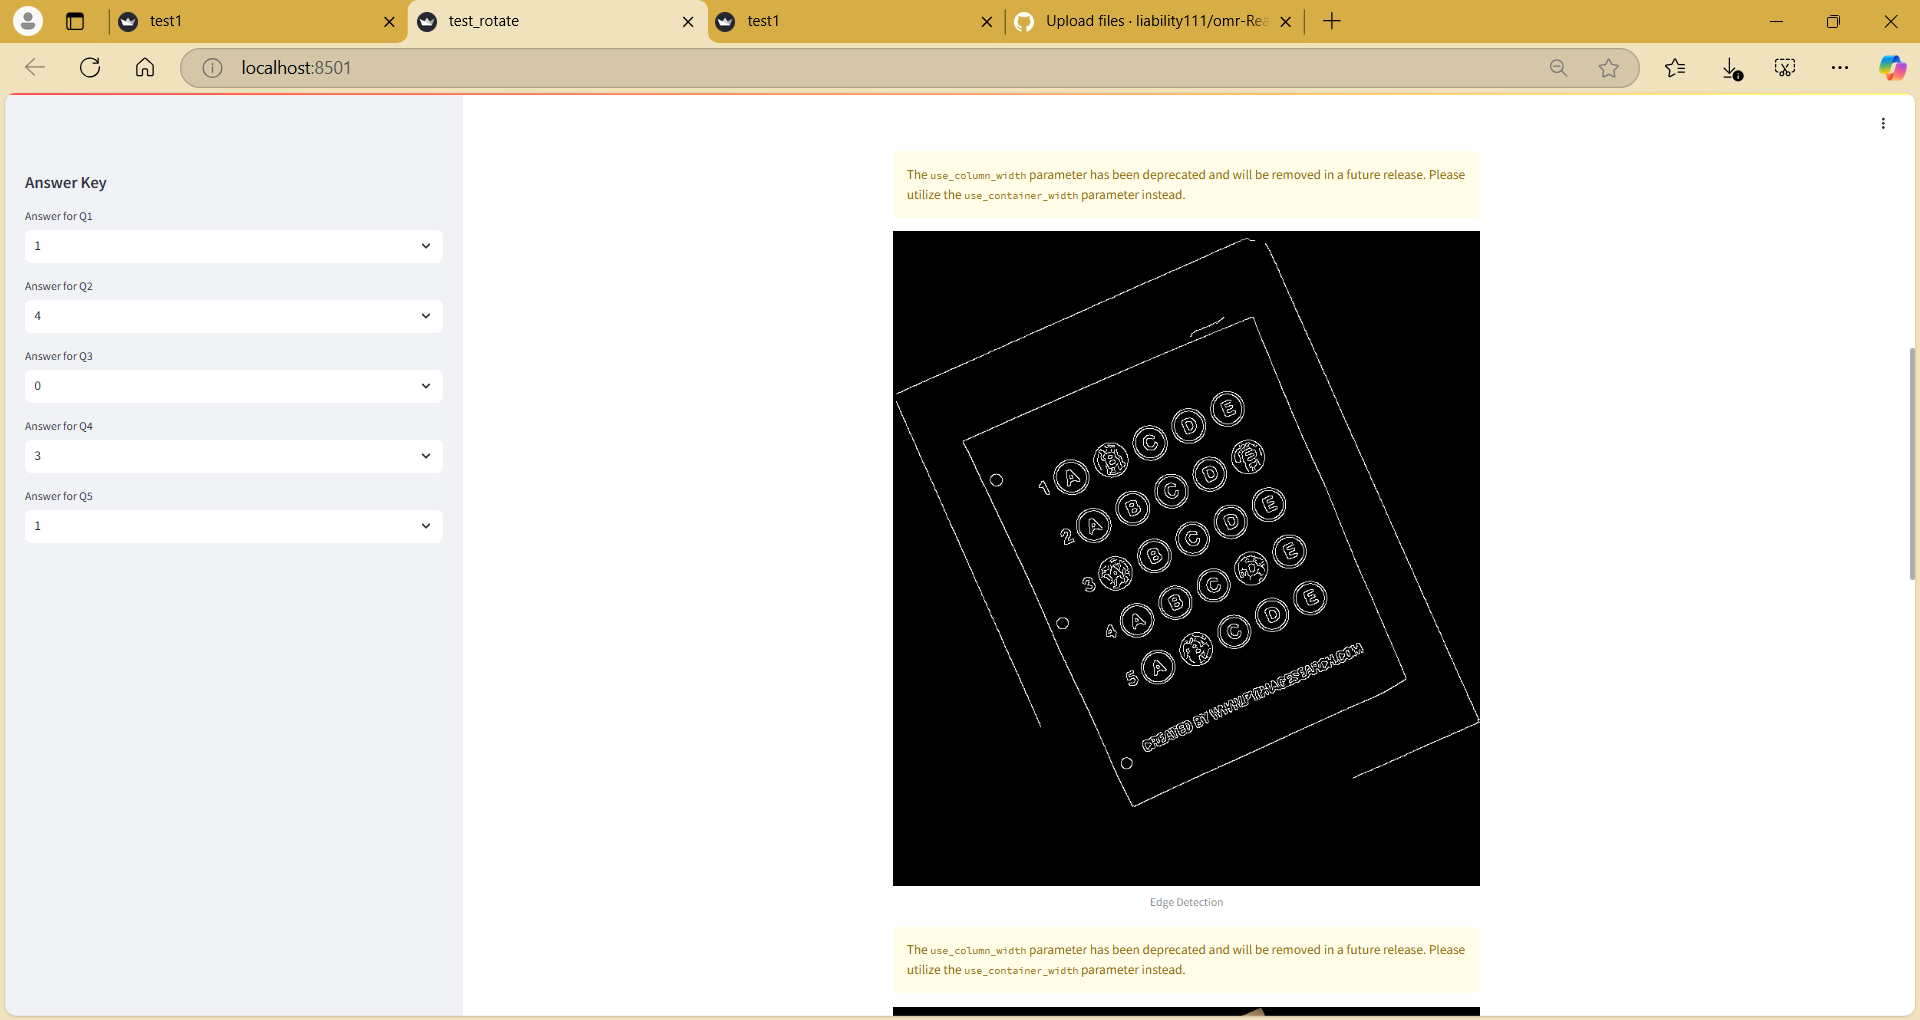 test1
test_rotate
test1
Upload files · liability111/omr-Rea
localhost:8501
Answer Key
Answer for Q1
1
Answer for Q2
4
Answer for Q3
0
Answer for Q4
3
Answer for Q5
1
The use_column_width parameter has been deprecated and will be removed in a future release. Please
utilize the use_container_width parameter instead.
1 A B C D E
2 A B C D E
3 A B C D E
4 A B C D E
5 A B C D E
CREATED BY
Edge Detection
The use_column_width parameter has been deprecated and will be removed in a future release. Please
utilize the use_container_width parameter instead.